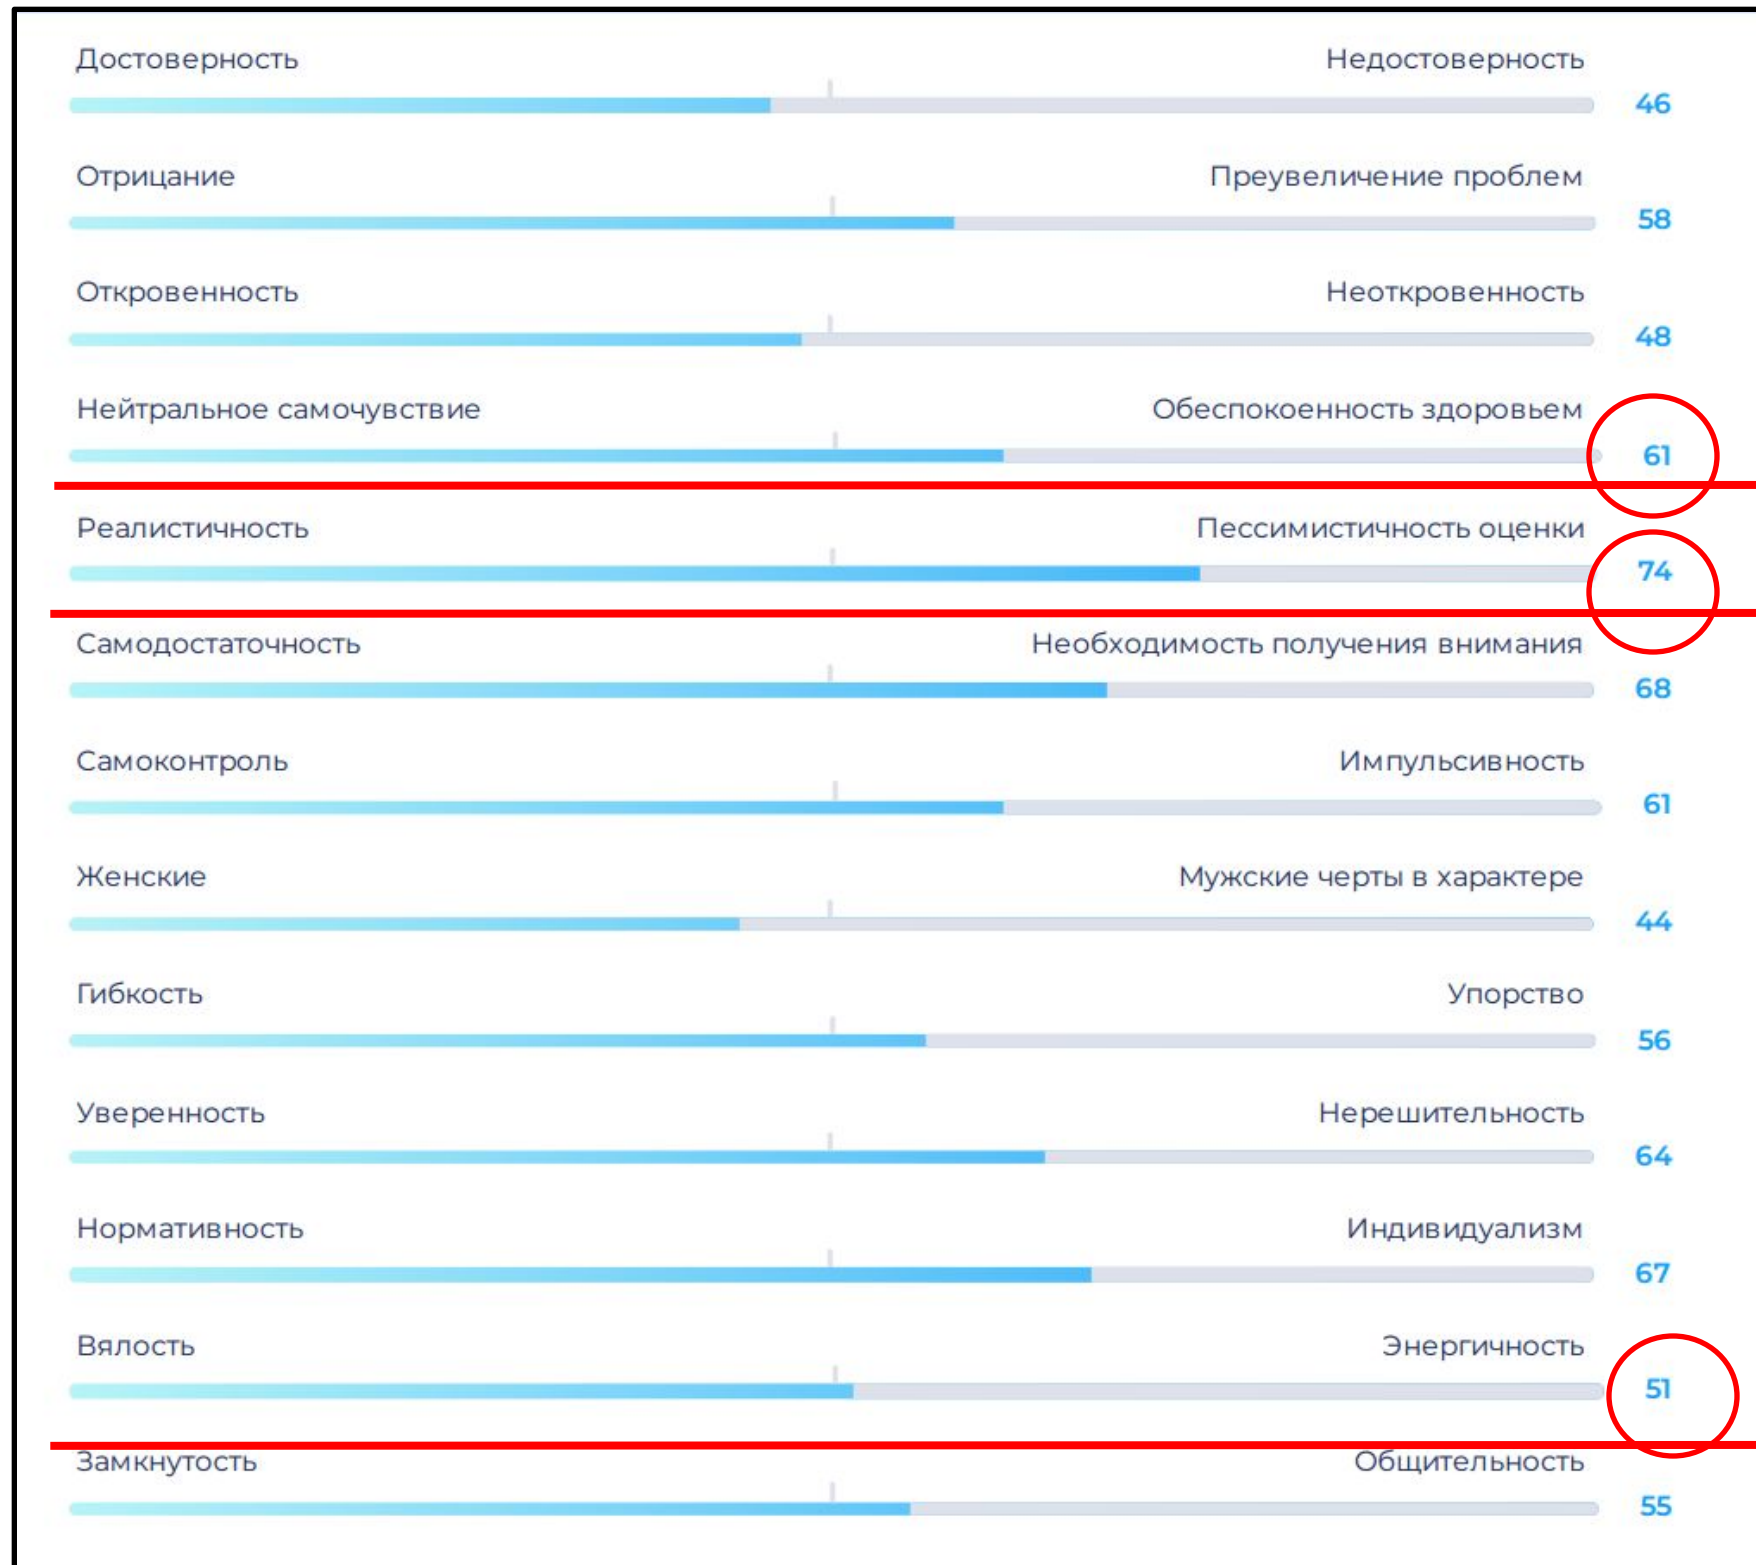 Достоверность Недостоверность
46
Отрицание Преувеличение проблем
58
Откровенность Неоткровенность
48
Нейтральное самочувствие Обеспокоенность здоровьем
61
Реалистичность Пессимистичность оценки
74
Самодостаточность Необходимость получения внимания
68
Самоконтроль Импульсивность
61
Женские Мужские черты в характере
44
Гибкость Упорство
56
Уверенность Нерешительность
64
Нормативность Индивидуализм
67
Вялость Энергичность
51
Замкнутость Общительность
55